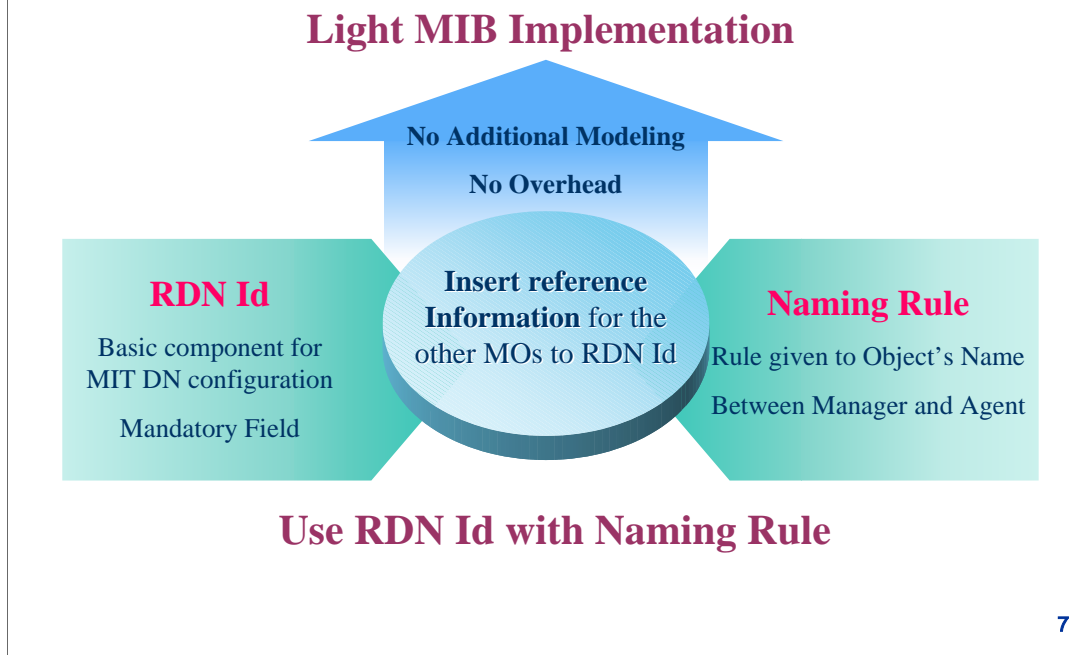 Light MIB Implementation
No Additional Modeling
No Overhead
RDN Id
Basic component for
MIT DN configuration
Mandatory Field
Insert reference
Information for the
other MOs to RDN Id
Naming Rule
Rule given to Object's Name
Between Manager and Agent
Use RDN Id with Naming Rule
7